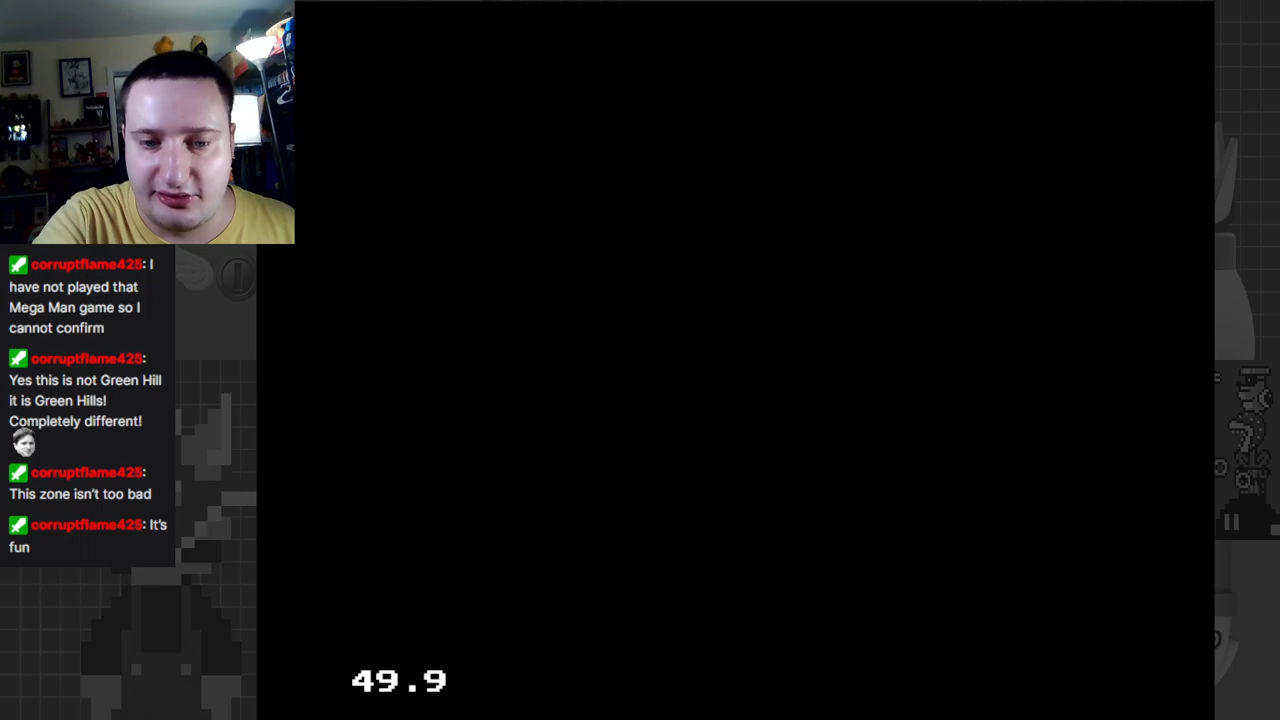 corruptflame425: I
have not played that
Mega Man game so I
cannot confirm
corruptflame425:
Yes this is not Green Hill
it is Green Hills!
Completely different!
corruptflame425:
This zone isn't too bad
corruptflame425: It's
fun
49.9